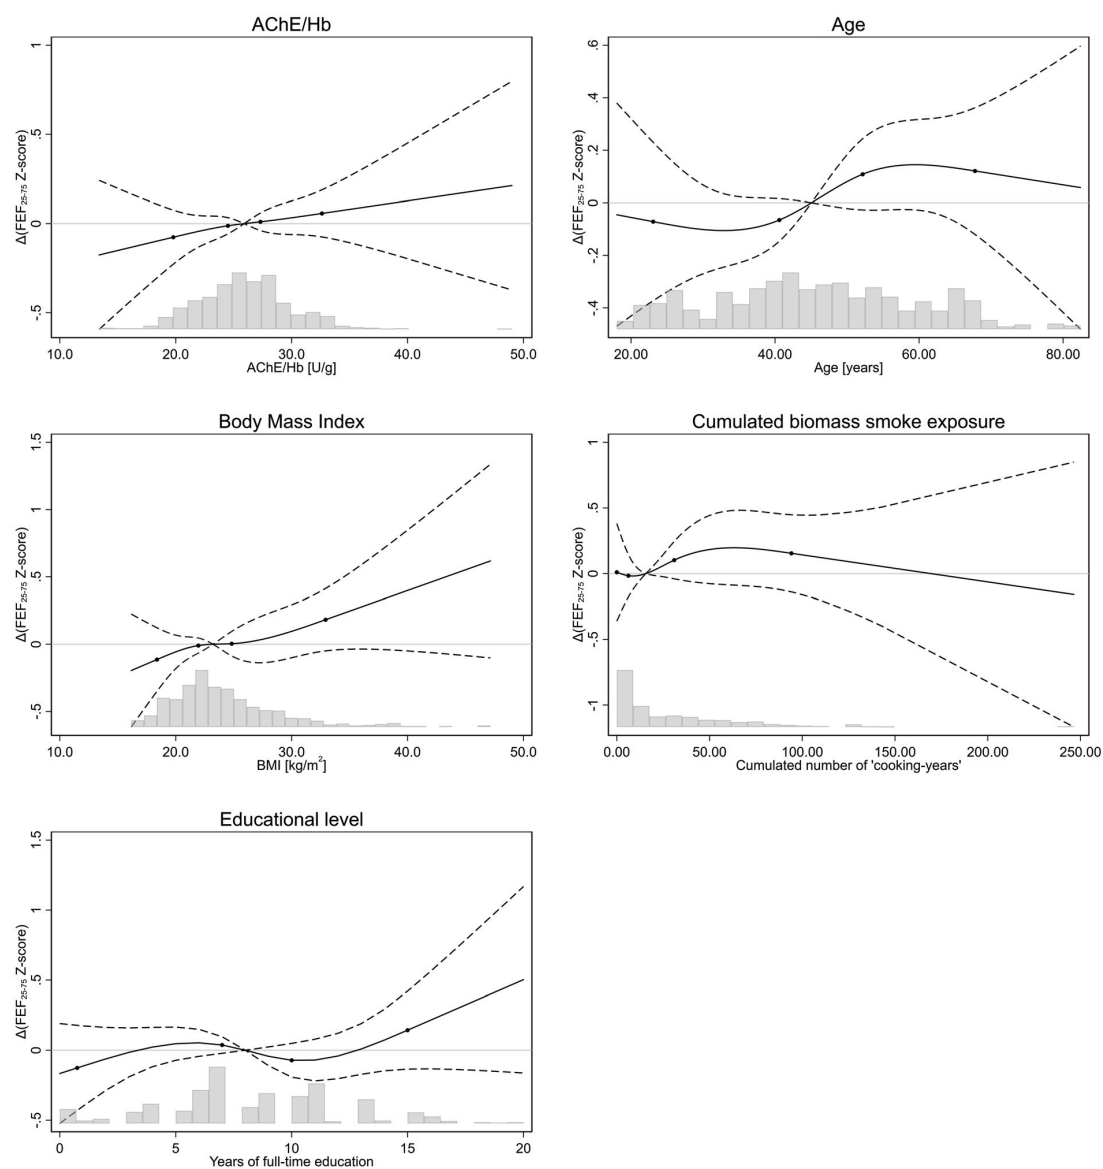 AChE/Hb
Δ(FEF25-75 Z-score)
1
.5
0
-.5
10.0 20.0 30.0 40.0 50.0
AChE/Hb [U/g]
Age
Δ(FEF25-75 Z-score)
.6
.4
.2
0
-.2
-.4
20.00 40.00 60.00 80.00
Age [years]
Body Mass Index
Δ(FEF25-75 Z-score)
1.5
1
.5
0
-.5
10.0 20.0 30.0 40.0 50.0
BMI [kg/m²]
Cumulated biomass smoke exposure
Δ(FEF25-75 Z-score)
1
.5
0
-.5
-1
0.00 50.00 100.00 150.00 200.00 250.00
Cumulated number of 'cooking-years'
Educational level
Δ(FEF25-75 Z-score)
1.5
1
.5
0
-.5
0 5 10 15 20
Years of full-time education